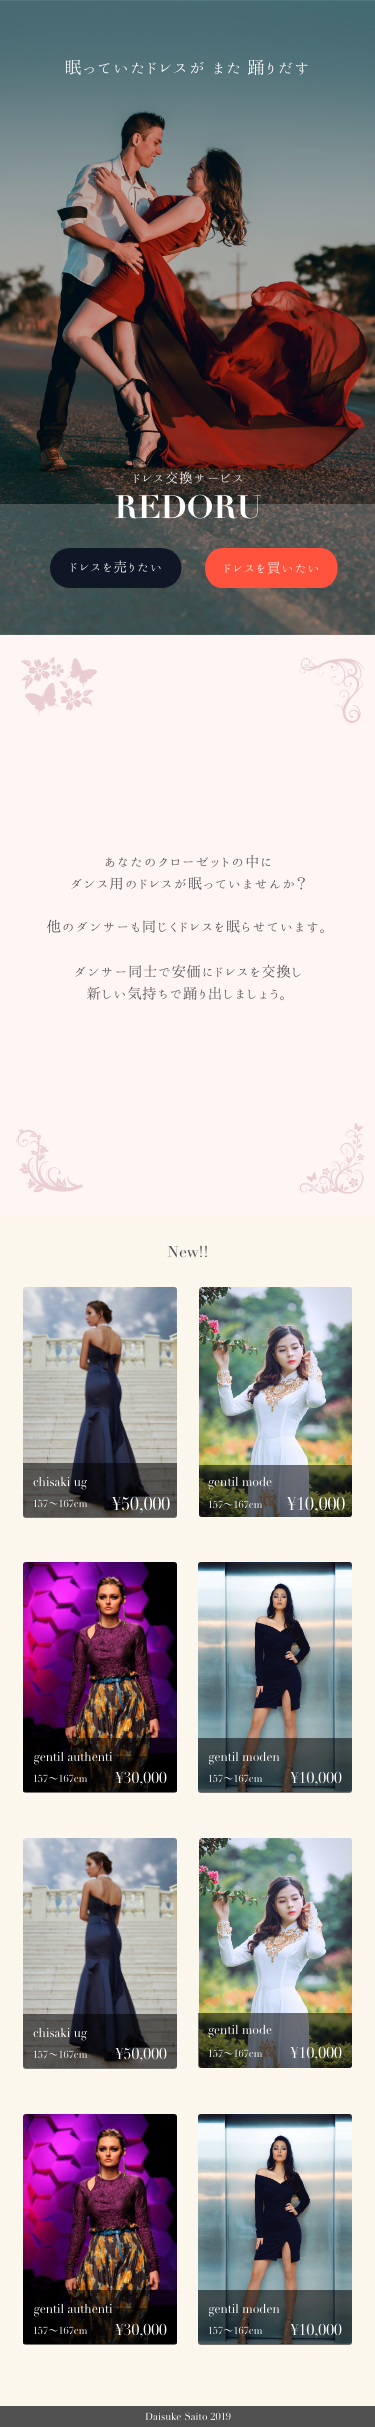 眠っていたドレスが また 踊りだす
ドレス交換サービス
REDORU
ドレスを売りたい
ドレスを買いたい
あなたのクローゼットの中に
ダンス用のドレスが眠っていませんか？
他のダンサーも同じくドレスを眠らせています。
ダンサー同士で安価にドレスを交換し
新しい気持ちで踊り出しましょう。
New!!
chisaki ug
157〜167cm ¥50,000
gentil mode
157〜167cm ¥10,000
gentil authenti
157〜167cm ¥30,000
gentil moden
157〜167cm ¥10,000
chisaki ug
157〜167cm ¥50,000
gentil mode
157〜167cm ¥10,000
gentil authenti
157〜167cm ¥30,000
gentil moden
157〜167cm ¥10,000
Daisuke Saito 2019